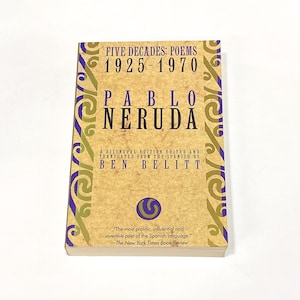 FIVE DECADES: POEMS
1925-1970
PABLO
NERUDA
A BILINGUAL EDITION EDITED AND
TRANSLATED FROM THE SPANISH BY
BEN BELITT
"The most prolific, influential and
inventive poet of the Spanish language."
—The New York Times Book Review